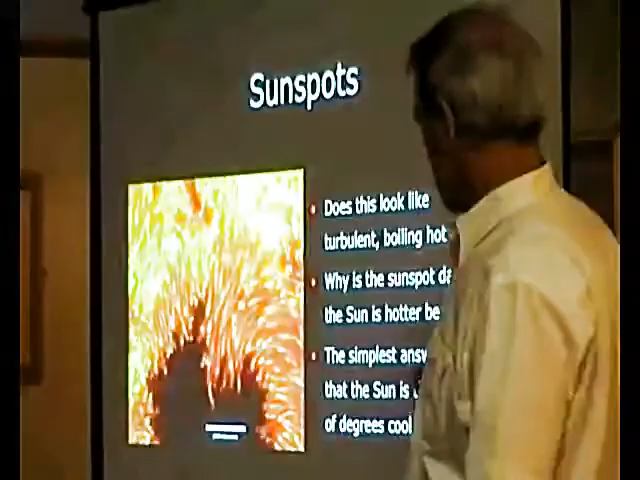 Sunspots
• Does this look like
turbulent, boiling hot
• Why is the sunspot
the Sun is hotter be
• The simplest answ
that the Sun is
of degrees cool